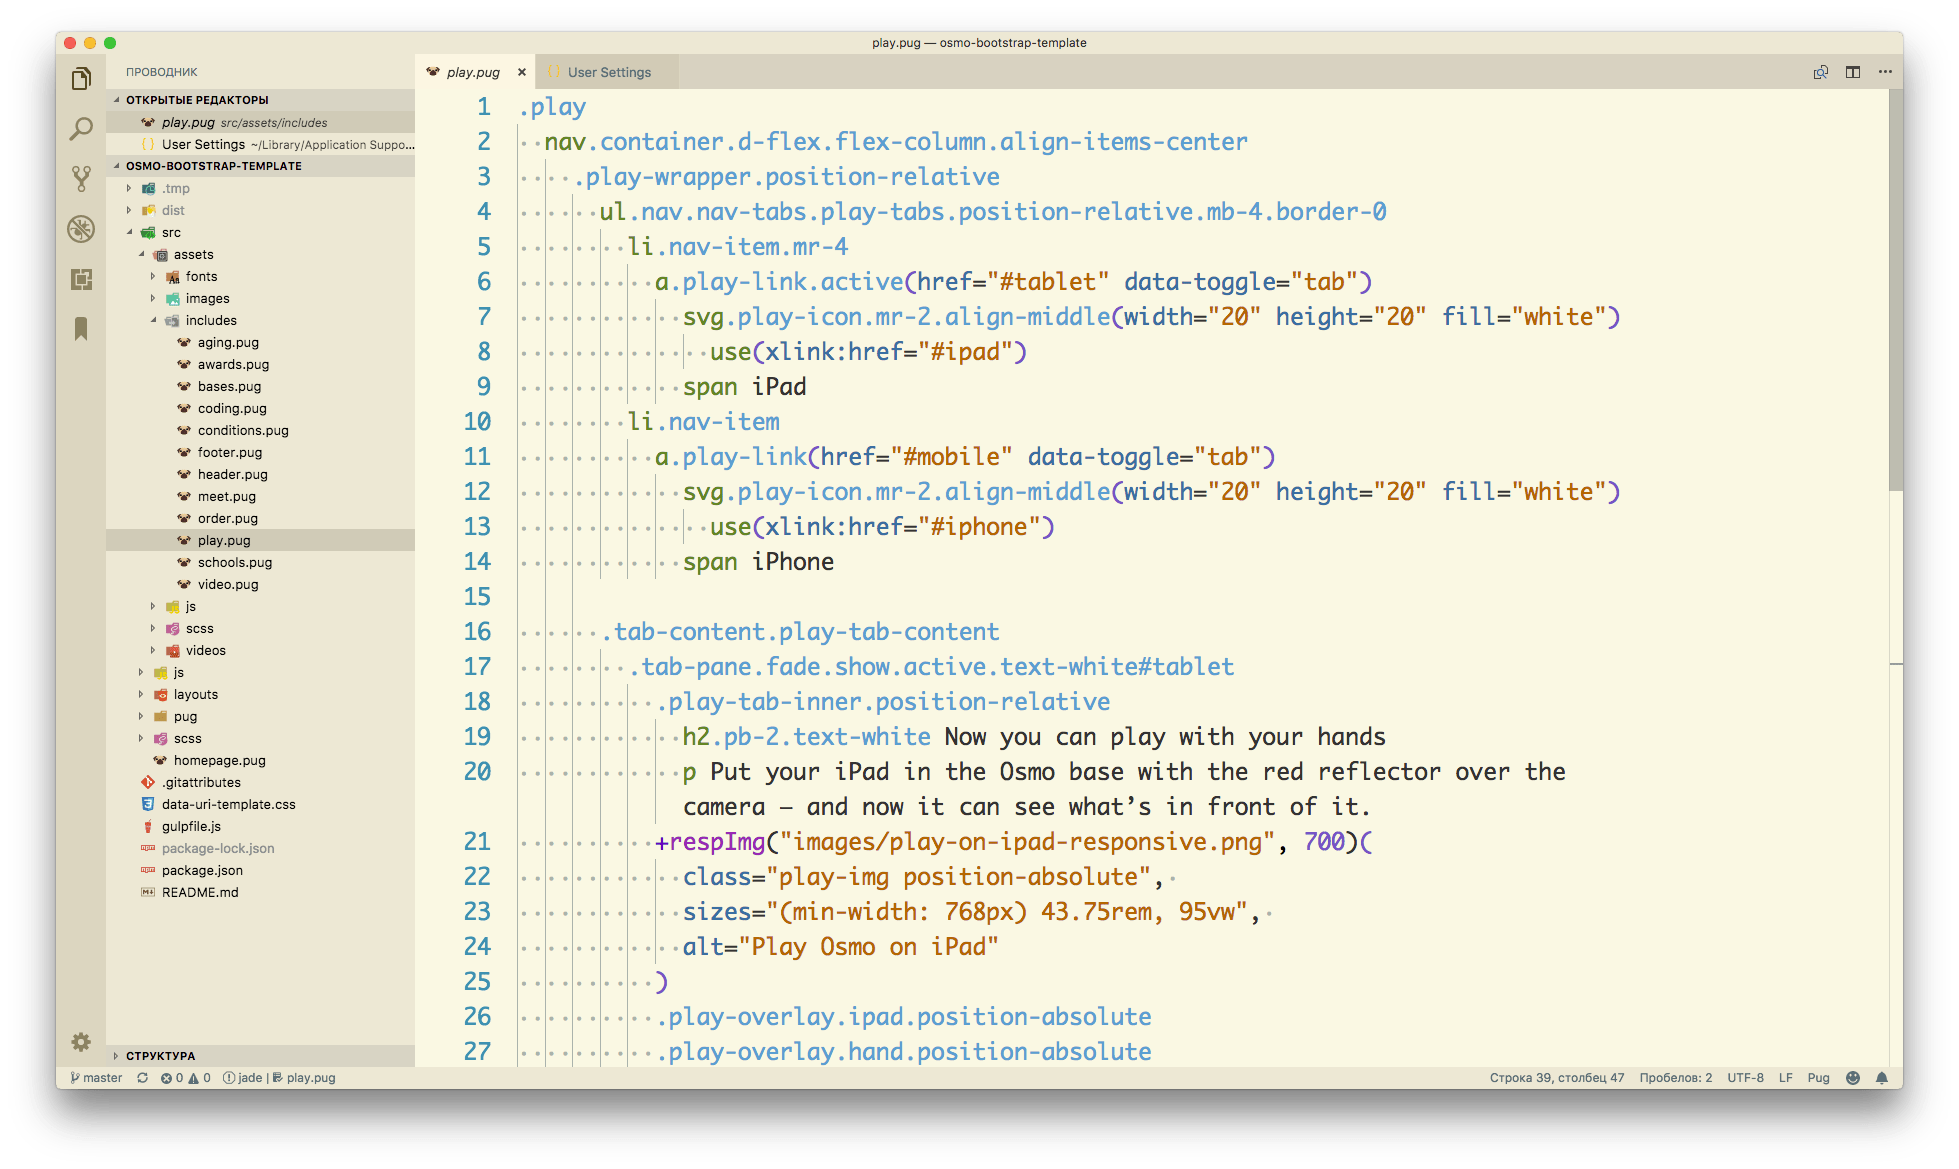 play.pug — osmo-bootstrap-template
ПРОВОДНИК
ОТКРЫТЫЕ РЕДАКТОРЫ
play.pug src/assets/includes
User Settings ~/Library/Application Suppo...
OSMO-BOOTSTRAP-TEMPLATE
.tmp
dist
src
assets
fonts
images
includes
aging.pug
awards.pug
bases.pug
coding.pug
conditions.pug
footer.pug
header.pug
meet.pug
order.pug
play.pug
schools.pug
video.pug
js
scss
videos
js
layouts
pug
scss
homepage.pug
.gitattributes
data-uri-template.css
gulpfile.js
package-lock.json
package.json
README.md
СТРУКТУРА
play.pug × User Settings
1 .play
2 nav.container.d-flex.flex-column.align-items-center
3 .play-wrapper.position-relative
4 ul.nav.nav-tabs.play-tabs.position-relative.mb-4.border-0
5 li.nav-item.mr-4
6 a.play-link.active(href="#tablet" data-toggle="tab")
7 svg.play-icon.mr-2.align-middle(width="20" height="20" fill="white")
8 use(xlink:href="#ipad")
9 span iPad
10 li.nav-item
11 a.play-link(href="#mobile" data-toggle="tab")
12 svg.play-icon.mr-2.align-middle(width="20" height="20" fill="white")
13 use(xlink:href="#iphone")
14 span iPhone
15
16 .tab-content.play-tab-content
17 .tab-pane.fade.show.active.text-white#tablet
18 .play-tab-inner.position-relative
19 h2.pb-2.text-white Now you can play with your hands
20 p Put your iPad in the Osmo base with the red reflector over the
camera — and now it can see what’s in front of it.
21 +respImg("images/play-on-ipad-responsive.png", 700)(
22 class="play-img position-absolute",
23 sizes="(min-width: 768px) 43.75rem, 95vw",
24 alt="Play Osmo on iPad"
25 )
26 .play-overlay.ipad.position-absolute
27 .play-overlay.hand.position-absolute
master 0 0 jade | play.pug Строка 39, столбец 47 Пробелов: 2 UTF-8 LF Pug